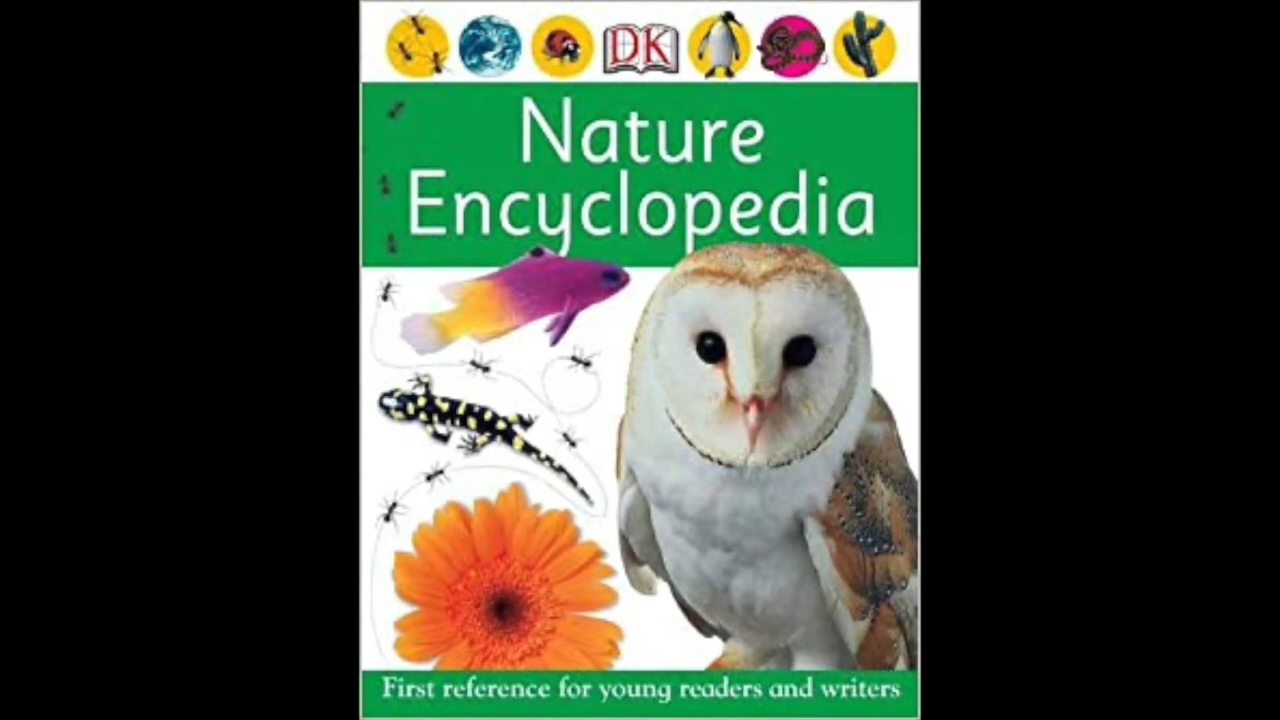 DK
Nature
Encyclopedia
First reference for young readers and writers